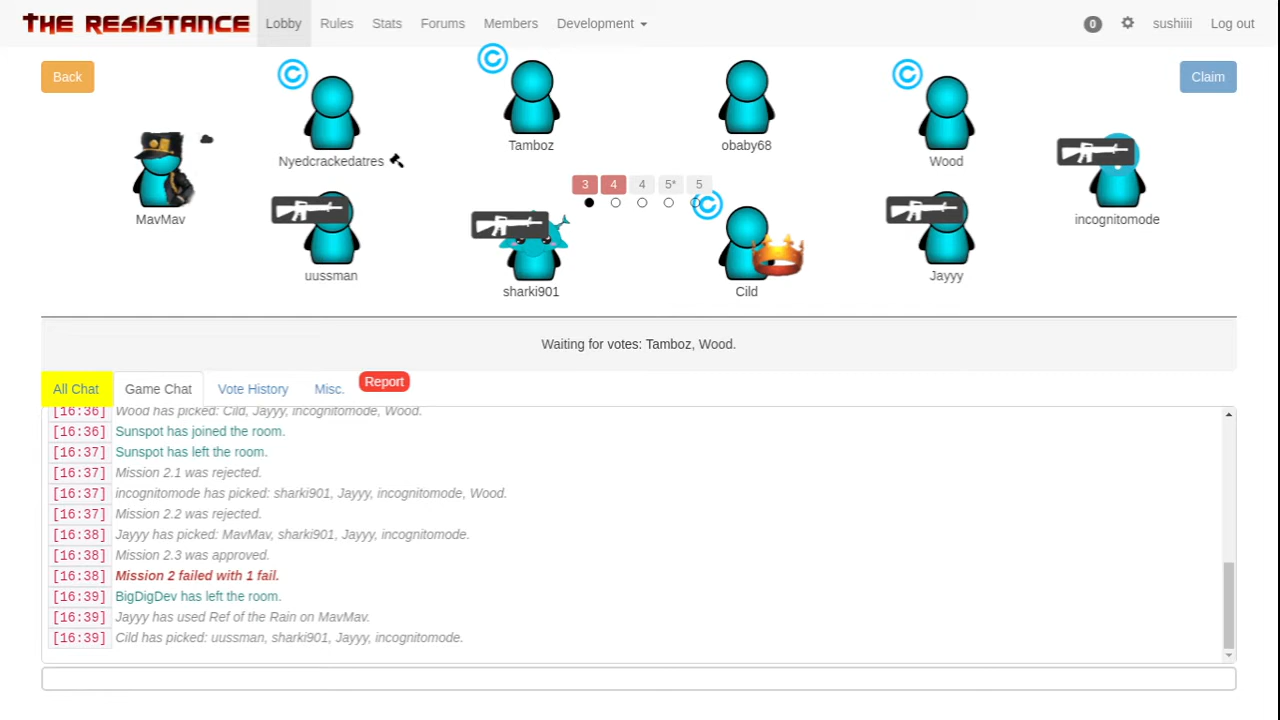 THE RESISTANCE Lobby Rules Stats Forums Members Development 0 sushiiii Log out
Back Claim
Nyedcrackedatres Tamboz obaby68 Wood
MavMav incognitomode
3 4 4 5* 5
uussman sharki901 Cild Jayyy
Waiting for votes: Tamboz, Wood.
All Chat Game Chat Vote History Misc. Report
[16:36] Wood has picked: Cild, Jayyy, incognitomode, Wood.
[16:36] Sunspot has joined the room.
[16:37] Sunspot has left the room.
[16:37] Mission 2.1 was rejected.
[16:37] incognitomode has picked: sharki901, Jayyy, incognitomode, Wood.
[16:37] Mission 2.2 was rejected.
[16:38] Jayyy has picked: MavMav, sharki901, Jayyy, incognitomode.
[16:38] Mission 2.3 was approved.
[16:38] Mission 2 failed with 1 fail.
[16:39] BigDigDev has left the room.
[16:39] Jayyy has used Ref of the Rain on MavMav.
[16:39] Cild has picked: uussman, sharki901, Jayyy, incognitomode.